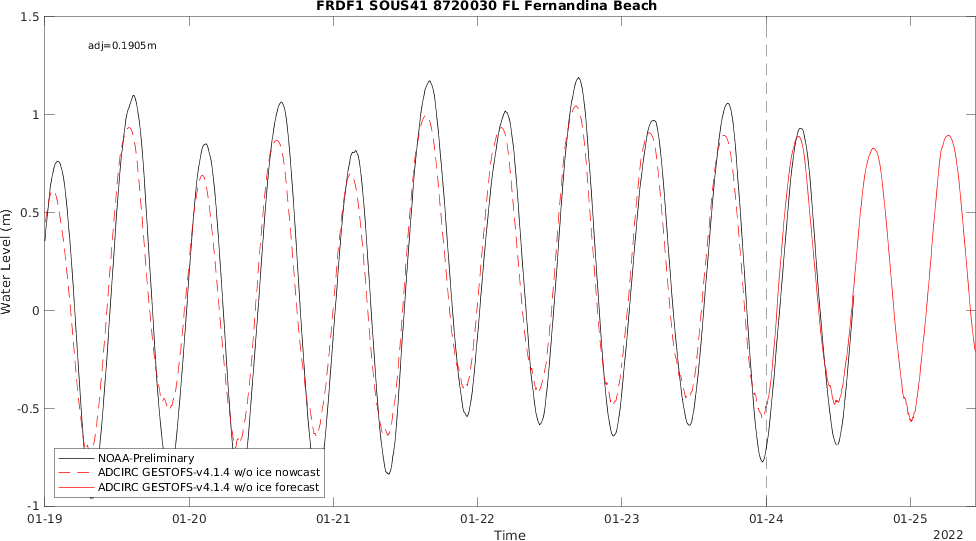 FRDF1 SOUS41 8720030 FL Fernandina Beach
1.5
adj=0.1905m
1
0.5
0
-0.5
-1
Water Level (m)
NOAA-Preliminary
ADCIRC GESTOFS-v4.1.4 w/o ice nowcast
ADCIRC GESTOFS-v4.1.4 w/o ice forecast
01-19
01-20
01-21
01-22
01-23
01-24
01-25
Time
2022